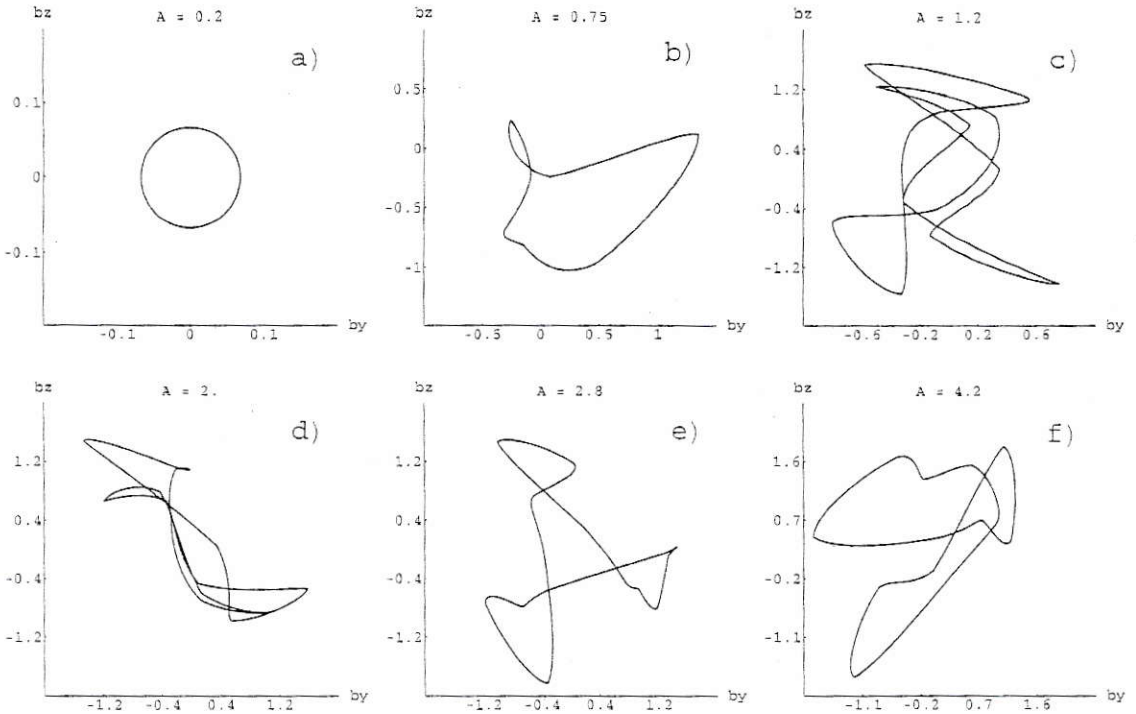 bz A = 0.2
a)
0.1
0
-0.1
-0.1 0 0.1 by
bz A = 0.75
b)
0.5
0
-0.5
-1
-0.5 0 0.5 1 by
bz A = 1.2
c)
1.2
0.4
-0.4
-1.2
-0.6 -0.2 0.2 0.6 by
bz A = 2.
d)
1.2
0.4
-0.4
-1.2
-1.2 -0.4 0.4 1.2 by
bz A = 2.8
e)
1.2
0.4
-0.4
-1.2
-1.2 -0.4 0.4 1.2 by
bz A = 4.2
f)
1.6
0.7
-0.2
-1.1
-1.1 -0.2 0.7 1.6 by